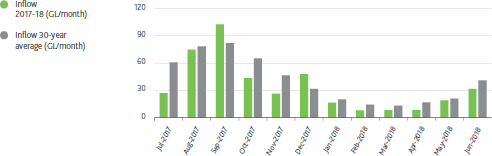 Inflow
2017-18 (GL/month)
Inflow 30-year
average (GL/month)
120
90
60
30
0
Jul-2017
Aug-2017
Sep-2017
Oct-2017
Nov-2017
Dec-2017
Jan-2018
Feb-2018
Mar-2018
Apr-2018
May-2018
Jun-2018